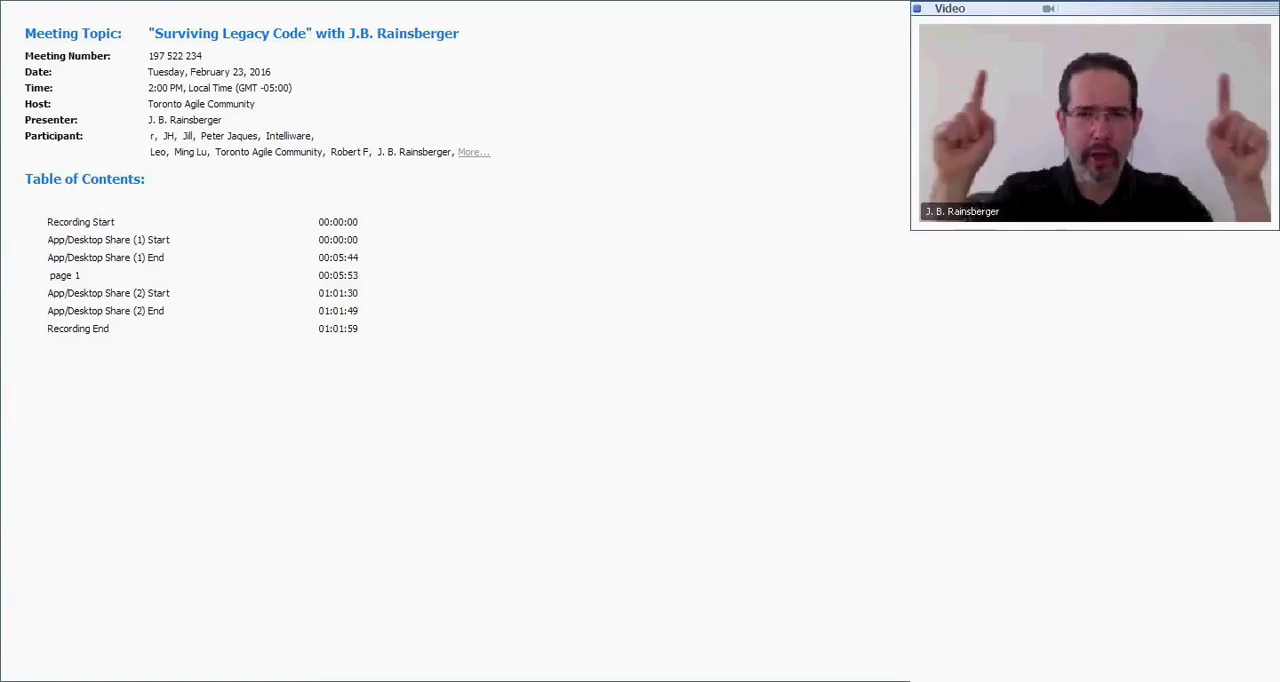 Meeting Topic: "Surviving Legacy Code" with J.B. Rainsberger
Meeting Number: 197 522 234
Date: Tuesday, February 23, 2016
Time: 2:00 PM, Local Time (GMT -05:00)
Host: Toronto Agile Community
Presenter: J. B. Rainsberger
Participant: r, JH, Jill, Peter Jaques, Intelliware,
Leo, Ming Lu, Toronto Agile Community, Robert F, J. B. Rainsberger, More...
Table of Contents:
Recording Start 00:00:00
App/Desktop Share (1) Start 00:00:00
App/Desktop Share (1) End 00:05:44
page 1 00:05:53
App/Desktop Share (2) Start 01:01:30
App/Desktop Share (2) End 01:01:49
Recording End 01:01:59
Video
J. B. Rainsberger